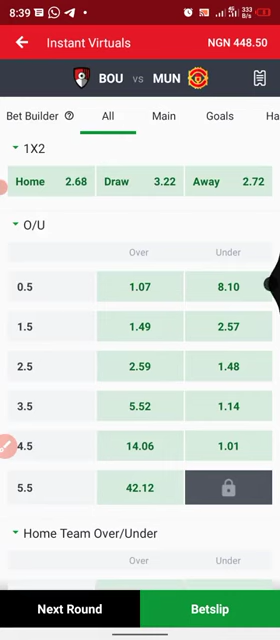 8:39
333
B/s
Instant Virtuals NGN 448.50
BOU vs MUN
Bet Builder All Main Goals Ha
1X2
Home 2.68 Draw 3.22 Away 2.72
O/U
Over Under
0.5 1.07 8.10
1.5 1.49 2.57
2.5 2.59 1.48
3.5 5.52 1.14
4.5 14.06 1.01
5.5 42.12
Home Team Over/Under
Over Under
Next Round Betslip